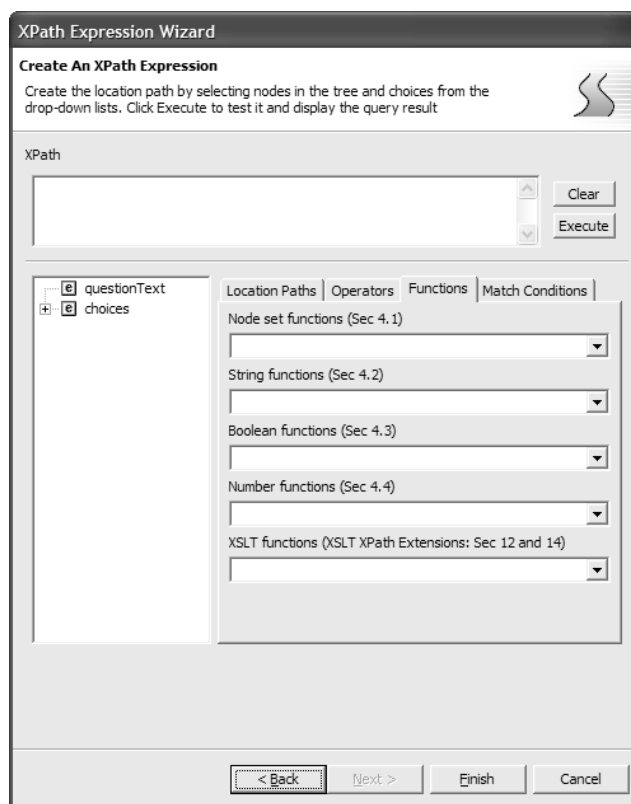 XPath Expression Wizard
Create An XPath Expression
Create the location path by selecting nodes in the tree and choices from the
drop-down lists. Click Execute to test it and display the query result
XPath
Clear
Execute
questionText
choices
Location Paths
Operators
Functions
Match Conditions
Node set functions (Sec 4.1)
String functions (Sec 4.2)
Boolean functions (Sec 4.3)
Number functions (Sec 4.4)
XSLT functions (XSLT XPath Extensions: Sec 12 and 14)
< Back
Next >
Finish
Cancel